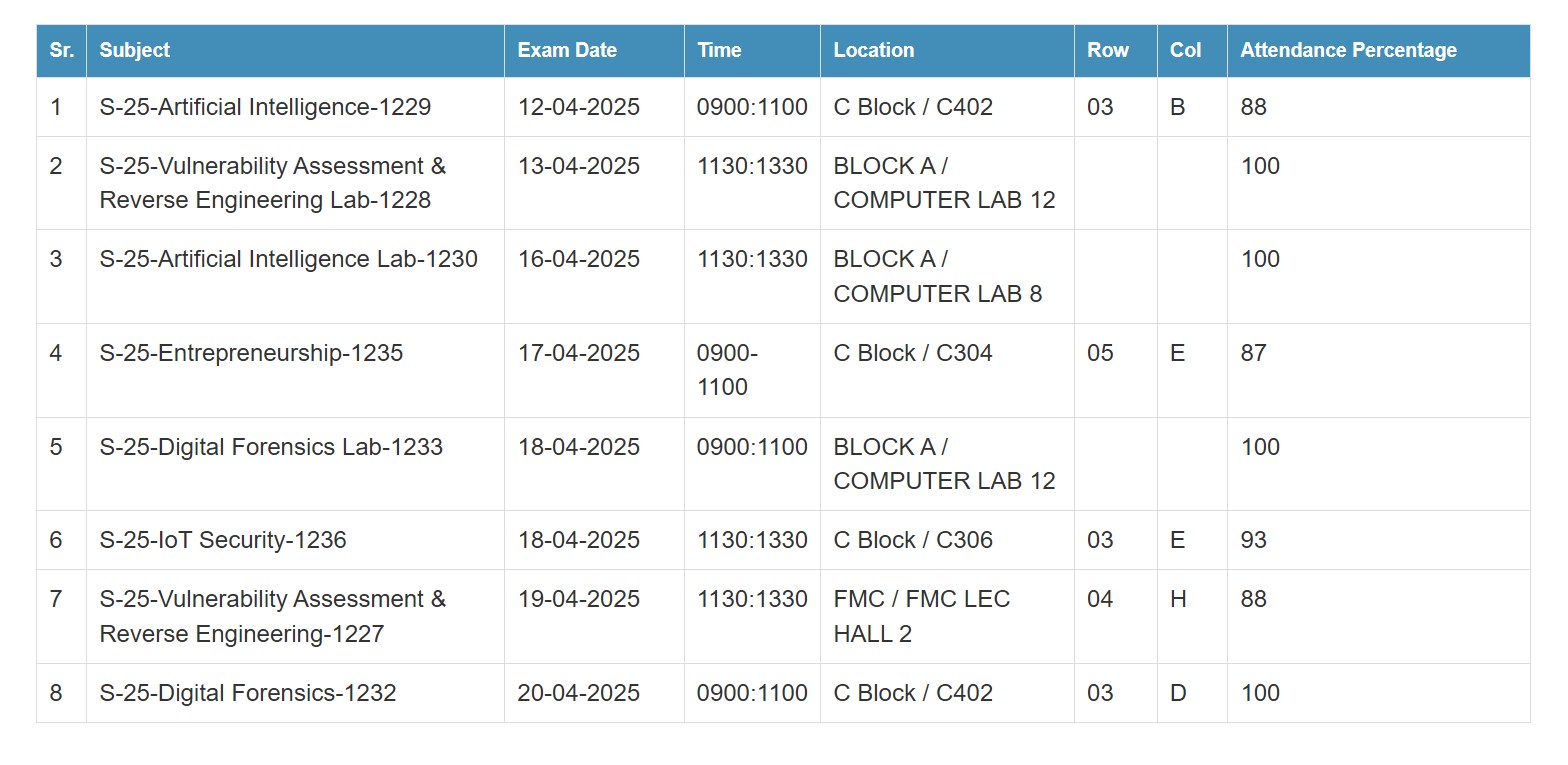 Sr. Subject Exam Date Time Location Row Col Attendance Percentage
1 S-25-Artificial Intelligence-1229 12-04-2025 0900:1100 C Block / C402 03 B 88
2 S-25-Vulnerability Assessment & 13-04-2025 1130:1330 BLOCK A / 100
Reverse Engineering Lab-1228 COMPUTER LAB 12
3 S-25-Artificial Intelligence Lab-1230 16-04-2025 1130:1330 BLOCK A / 100
COMPUTER LAB 8
4 S-25-Entrepreneurship-1235 17-04-2025 0900- C Block / C304 05 E 87
1100
5 S-25-Digital Forensics Lab-1233 18-04-2025 0900:1100 BLOCK A / 100
COMPUTER LAB 12
6 S-25-IoT Security-1236 18-04-2025 1130:1330 C Block / C306 03 E 93
7 S-25-Vulnerability Assessment & 19-04-2025 1130:1330 FMC / FMC LEC 04 H 88
Reverse Engineering-1227 HALL 2
8 S-25-Digital Forensics-1232 20-04-2025 0900:1100 C Block / C402 03 D 100